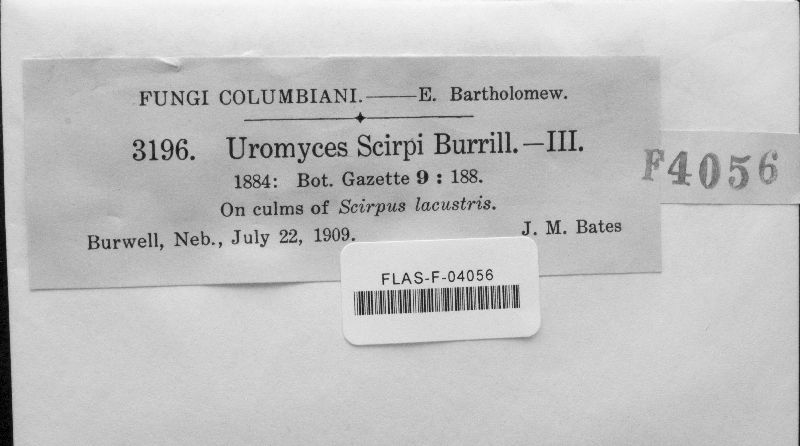 FUNGI COLUMBIANI.—E. Bartholomew.
3196. Uromyces Scirpi Burrill.—III.
1884: Bot. Gazette 9 : 188.
On culms of Scirpus lacustris.
Burwell, Neb., July 22, 1909. J. M. Bates
F4056
FLAS-F-04056